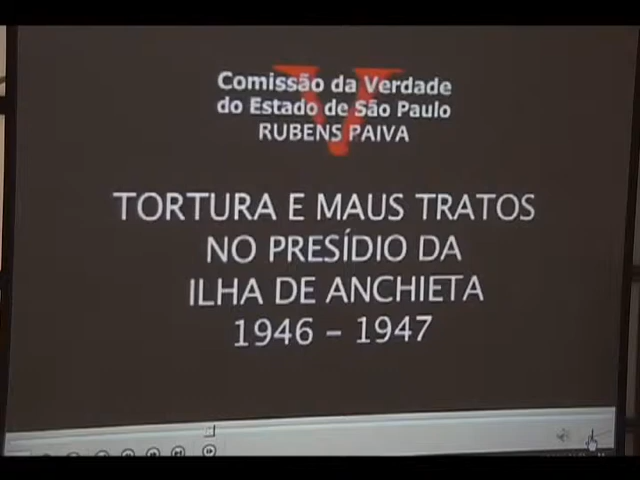 Comissão da Verdade
do Estado de São Paulo
RUBENS PAIVA
TORTURA E MAUS TRATOS
NO PRESÍDIO DA
ILHA DE ANCHIETA
1946 – 1947